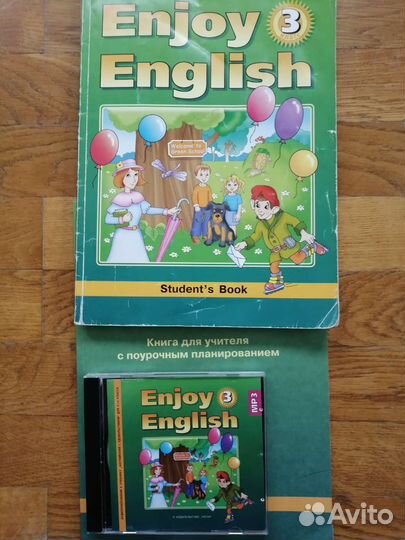 Enjoy 3
English
Welcome to
Green School
Student's Book
Книга для учителя
с поурочным планированием
Enjoy 3
English
MP3
Avito